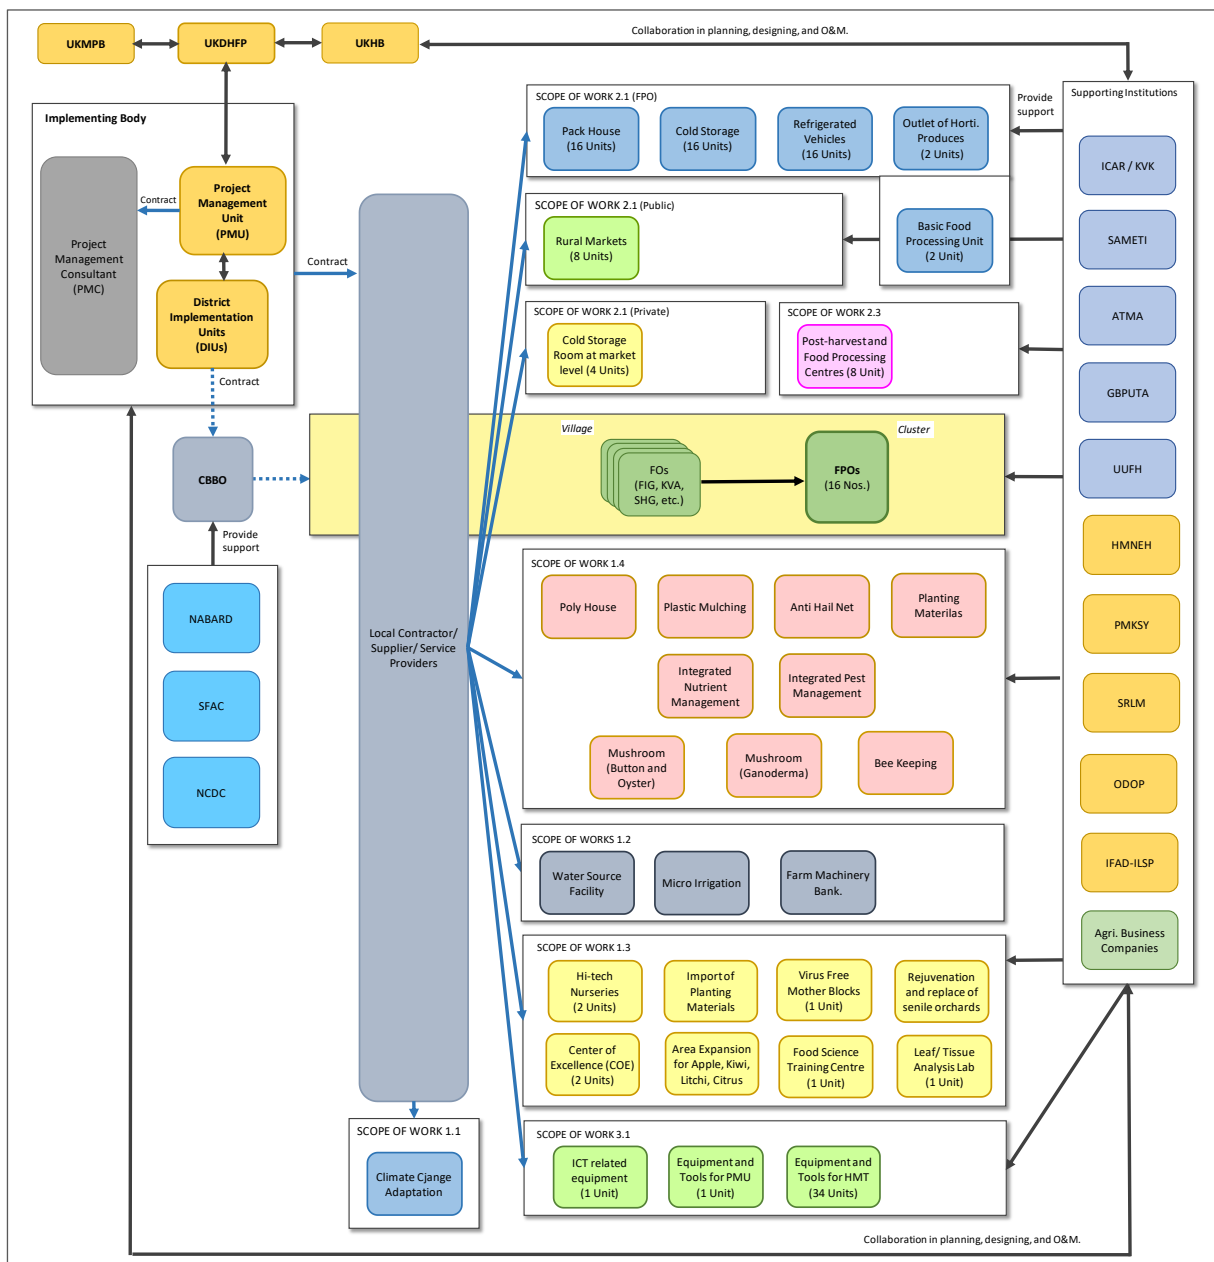 UKMPB
UKDHFP
UKHB
Collaboration in planning, designing, and O&M.
Implementing Body
Project
Management
Unit
(PMU)
Contract
Project
Management
Consultant
(PMC)
District
Implementation
Units
(DIUs)
Contract
Contract
CBBO
Provide
support
NABARD
SFAC
NCDC
Local Contractor/
Supplier/ Service
Providers
SCOPE OF WORK 1.1
Climate Cjange
Adaptation
SCOPE OF WORK 2.1 (FPO)
Pack House
(16 Units)
Cold Storage
(16 Units)
Refrigerated
Vehicles
(16 Units)
Outlet of Horti.
Produces
(2 Units)
Basic Food
Processing Unit
(2 Unit)
SCOPE OF WORK 2.1 (Public)
Rural Markets
(8 Units)
SCOPE OF WORK 2.1 (Private)
Cold Storage
Room at market
level (4 Units)
SCOPE OF WORK 2.3
Post-harvest and
Food Processing
Centres (8 Unit)
Village
Cluster
FOs
(FIG, KVA,
SHG, etc.)
FPOs
(16 Nos.)
SCOPE OF WORK 1.4
Poly House
Plastic Mulching
Anti Hail Net
Planting
Materilas
Integrated
Nutrient
Management
Integrated Pest
Management
Mushroom
(Button and
Oyster)
Mushroom
(Ganoderma)
Bee Keeping
SCOPE OF WORKS 1.2
Water Source
Facility
Micro Irrigation
Farm Machinery
Bank.
SCOPE OF WORK 1.3
Hi-tech
Nurseries
(2 Units)
Import of
Planting
Materials
Virus Free
Mother Blocks
(1 Unit)
Rejuvenation
and replace of
senile orchards
Center of
Excellence (COE)
(2 Units)
Area Expansion
for Apple, Kiwi,
Litchi, Citrus
Food Science
Training Centre
(1 Unit)
Leaf/ Tissue
Analysis Lab
(1 Unit)
SCOPE OF WORK 3.1
ICT related
equipment
(1 Unit)
Equipment and
Tools for PMU
(1 Unit)
Equipment and
Tools for HMT
(34 Units)
Provide
support
Supporting Institutions
ICAR / KVK
SAMETI
ATMA
GBPUTA
UUFH
HMNEH
PMKSY
SRLM
ODOP
IFAD-ILSP
Agri. Business
Companies
Collaboration in planning, designing, and O&M.